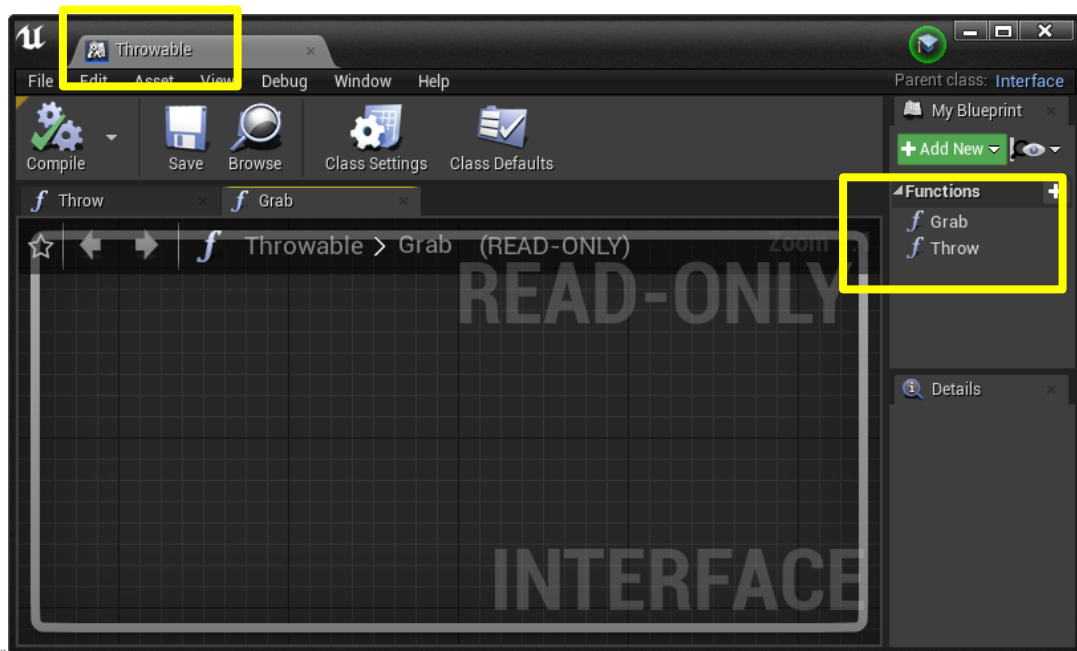 Throwable
File Edit Asset View Debug Window Help
Parent class: Interface
My Blueprint
Compile Save Browse Class Settings Class Defaults
+ Add New
Throw Grab
Functions +
Throwable > Grab (READ-ONLY) Zoom
Grab
Throw
READ-ONLY
Details
INTERFACE